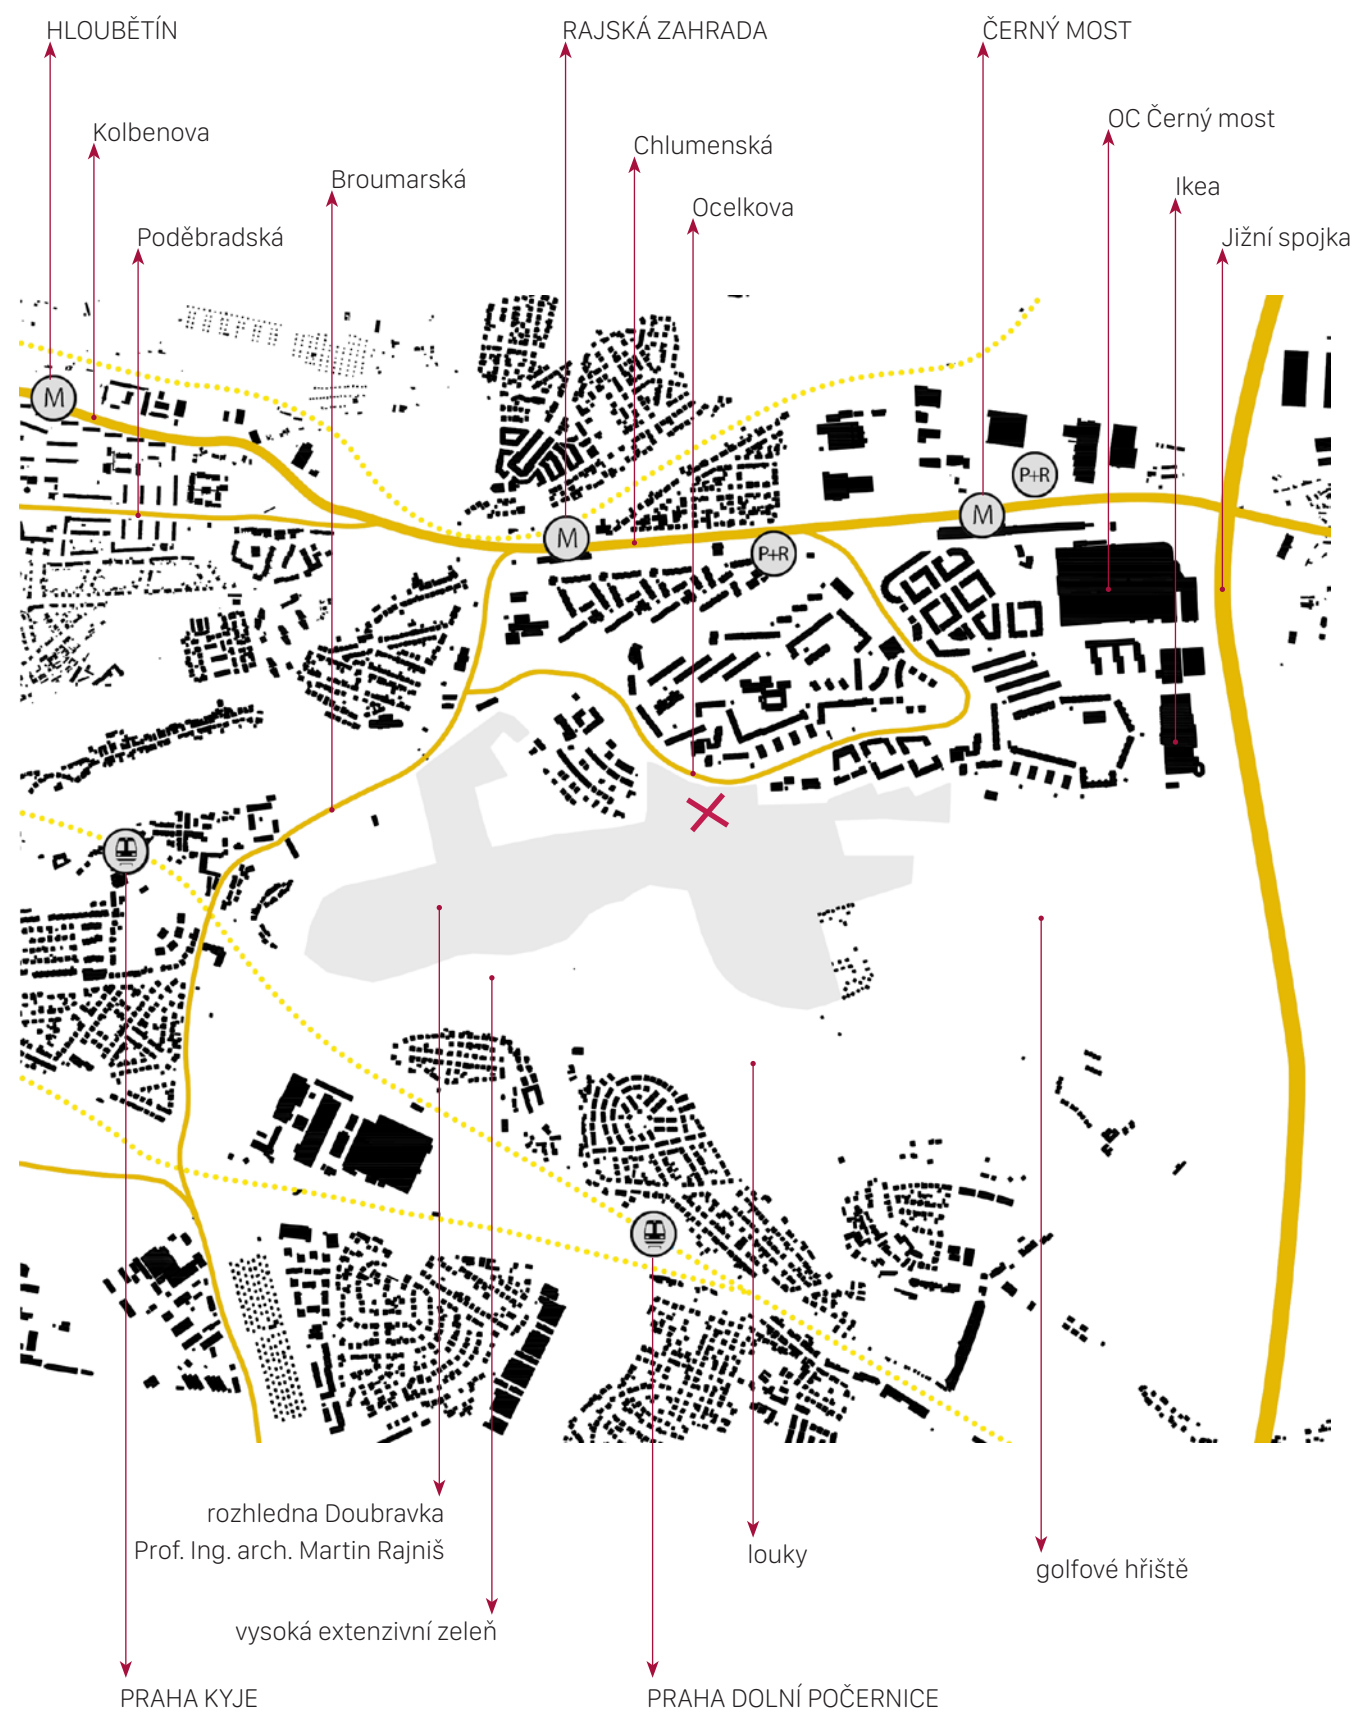 HLOUBĚTÍN
RAJSKÁ ZAHRADA
ČERNÝ MOST
OC Černý most
Kolbenova
Chlumenská
Broumarská
Ikea
Ocelkova
Poděbradská
Jižní spojka
M
P+R
M
M
P+R
rozhledna Doubravka
Prof. Ing. arch. Martin Rajniš
louky
golfové hřiště
vysoká extenzivní zeleň
PRAHA KYJE
PRAHA DOLNÍ POČERNICE